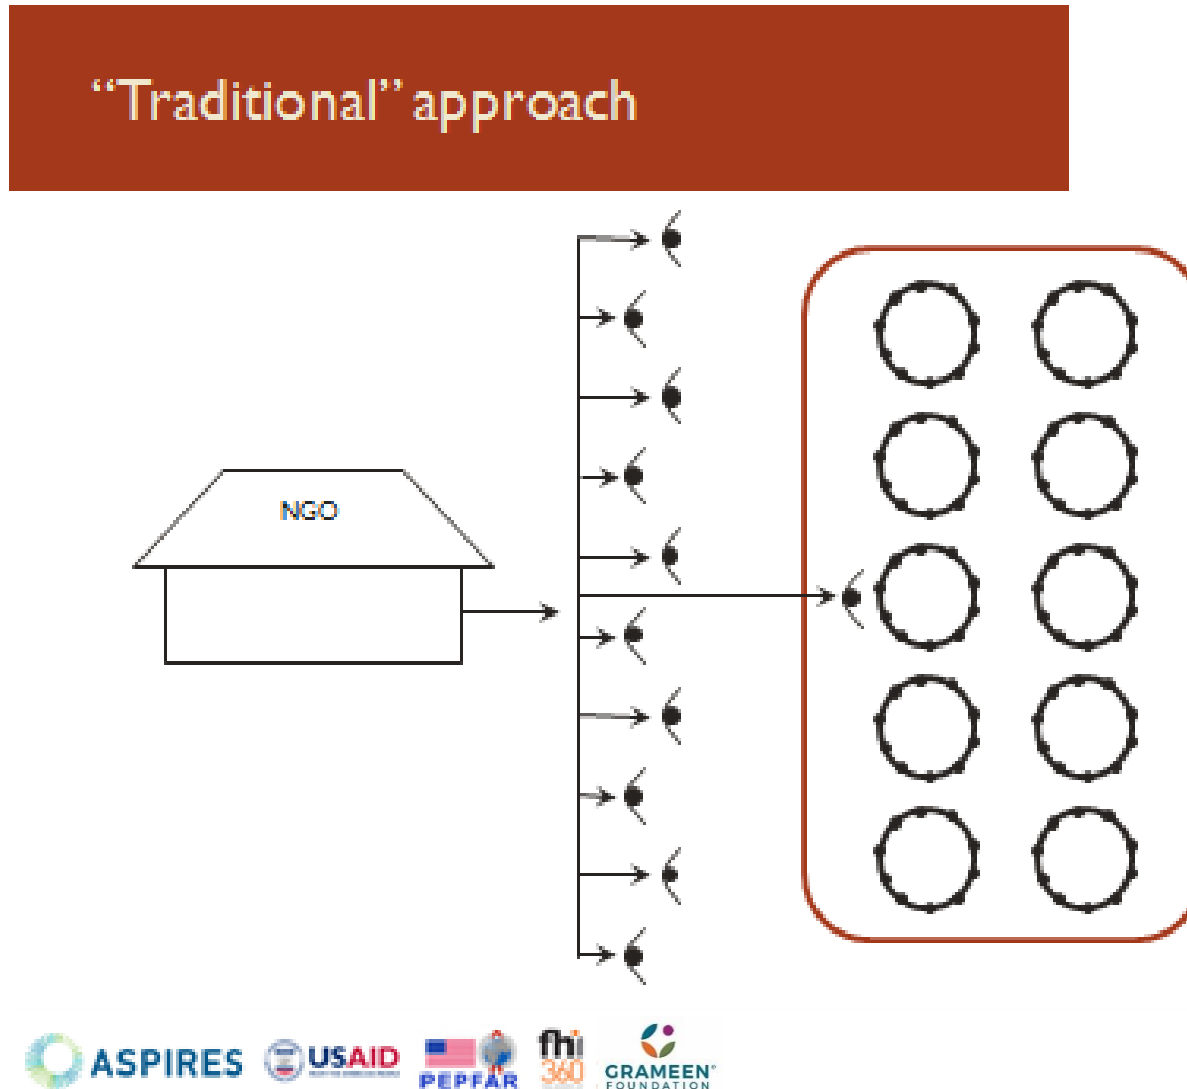 “Traditional” approach
NGO
ASPIRES
USAID
PEPFAR
fhi
360
GRAMEEN
FOUNDATION